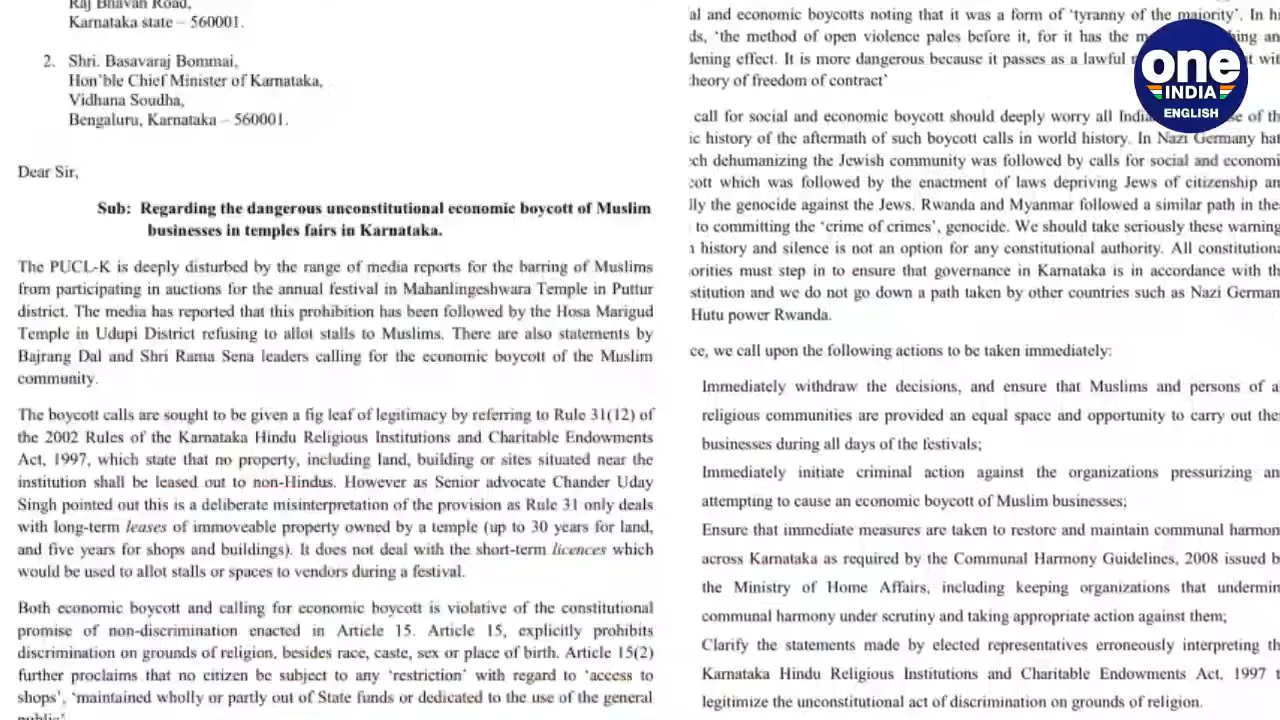 Raj Bhavan Road,
Karnataka state – 560001.
2. Shri. Basavaraj Bommai,
Hon'ble Chief Minister of Karnataka,
Vidhana Soudha,
Bengaluru, Karnataka – 560001.
Dear Sir,
Sub: Regarding the dangerous unconstitutional economic boycott of Muslim
businesses in temples fairs in Karnataka.
The PUCL-K is deeply disturbed by the range of media reports for the barring of Muslims
from participating in auctions for the annual festival in Mahanlingeshwara Temple in Puttur
district. The media has reported that this prohibition has been followed by the Hosa Marigud
Temple in Udupi District refusing to allot stalls to Muslims. There are also statements by
Bajrang Dal and Shri Rama Sena leaders calling for the economic boycott of the Muslim
community.
The boycott calls are sought to be given a fig leaf of legitimacy by referring to Rule 31(12) of
the 2002 Rules of the Karnataka Hindu Religious Institutions and Charitable Endowments
Act, 1997, which state that no property, including land, building or sites situated near the
institution shall be leased out to non-Hindus. However as Senior advocate Chander Uday
Singh pointed out this is a deliberate misinterpretation of the provision as Rule 31 only deals
with long-term leases of immoveable property owned by a temple (up to 30 years for land,
and five years for shops and buildings). It does not deal with the short-term licences which
would be used to allot stalls or spaces to vendors during a festival.
Both economic boycott and calling for economic boycott is violative of the constitutional
promise of non-discrimination enacted in Article 15. Article 15, explicitly prohibits
discrimination on grounds of religion, besides race, caste, sex or place of birth. Article 15(2)
further proclaims that no citizen be subject to any 'restriction' with regard to 'access to
shops', 'maintained wholly or partly out of State funds or dedicated to the use of the general
public'
al and economic boycotts noting that it was a form of 'tyranny of the majority'. In hi
ds, 'the method of open violence pales before it, for it has the m hing an
lening effect. It is more dangerous because it passes as a lawful t wit
heory of freedom of contract'
call for social and economic boycott should deeply worry all India se of th
ic history of the aftermath of such boycott calls in world history. In Nazi Germany hat
ch dehumanizing the Jewish community was followed by calls for social and economi
cott which was followed by the enactment of laws depriving Jews of citizenship an
lly the genocide against the Jews. Rwanda and Myanmar followed a similar path in the
to committing the 'crime of crimes', genocide. We should take seriously these warning
n history and silence is not an option for any constitutional authority. All constitution
orities must step in to ensure that governance in Karnataka is in accordance with th
stitution and we do not go down a path taken by other countries such as Nazi German
Hutu power Rwanda.
ce, we call upon the following actions to be taken immediately:
Immediately withdraw the decisions, and ensure that Muslims and persons of a
religious communities are provided an equal space and opportunity to carry out the
businesses during all days of the festivals;
Immediately initiate criminal action against the organizations pressurizing an
attempting to cause an economic boycott of Muslim businesses;
Ensure that immediate measures are taken to restore and maintain communal harmon
across Karnataka as required by the Communal Harmony Guidelines, 2008 issued b
the Ministry of Home Affairs, including keeping organizations that undermin
communal harmony under scrutiny and taking appropriate action against them;
Clarify the statements made by elected representatives erroneously interpreting th
Karnataka Hindu Religious Institutions and Charitable Endowments Act, 1997 t
legitimize the unconstitutional act of discrimination on grounds of religion.
one
INDIA
ENGLISH